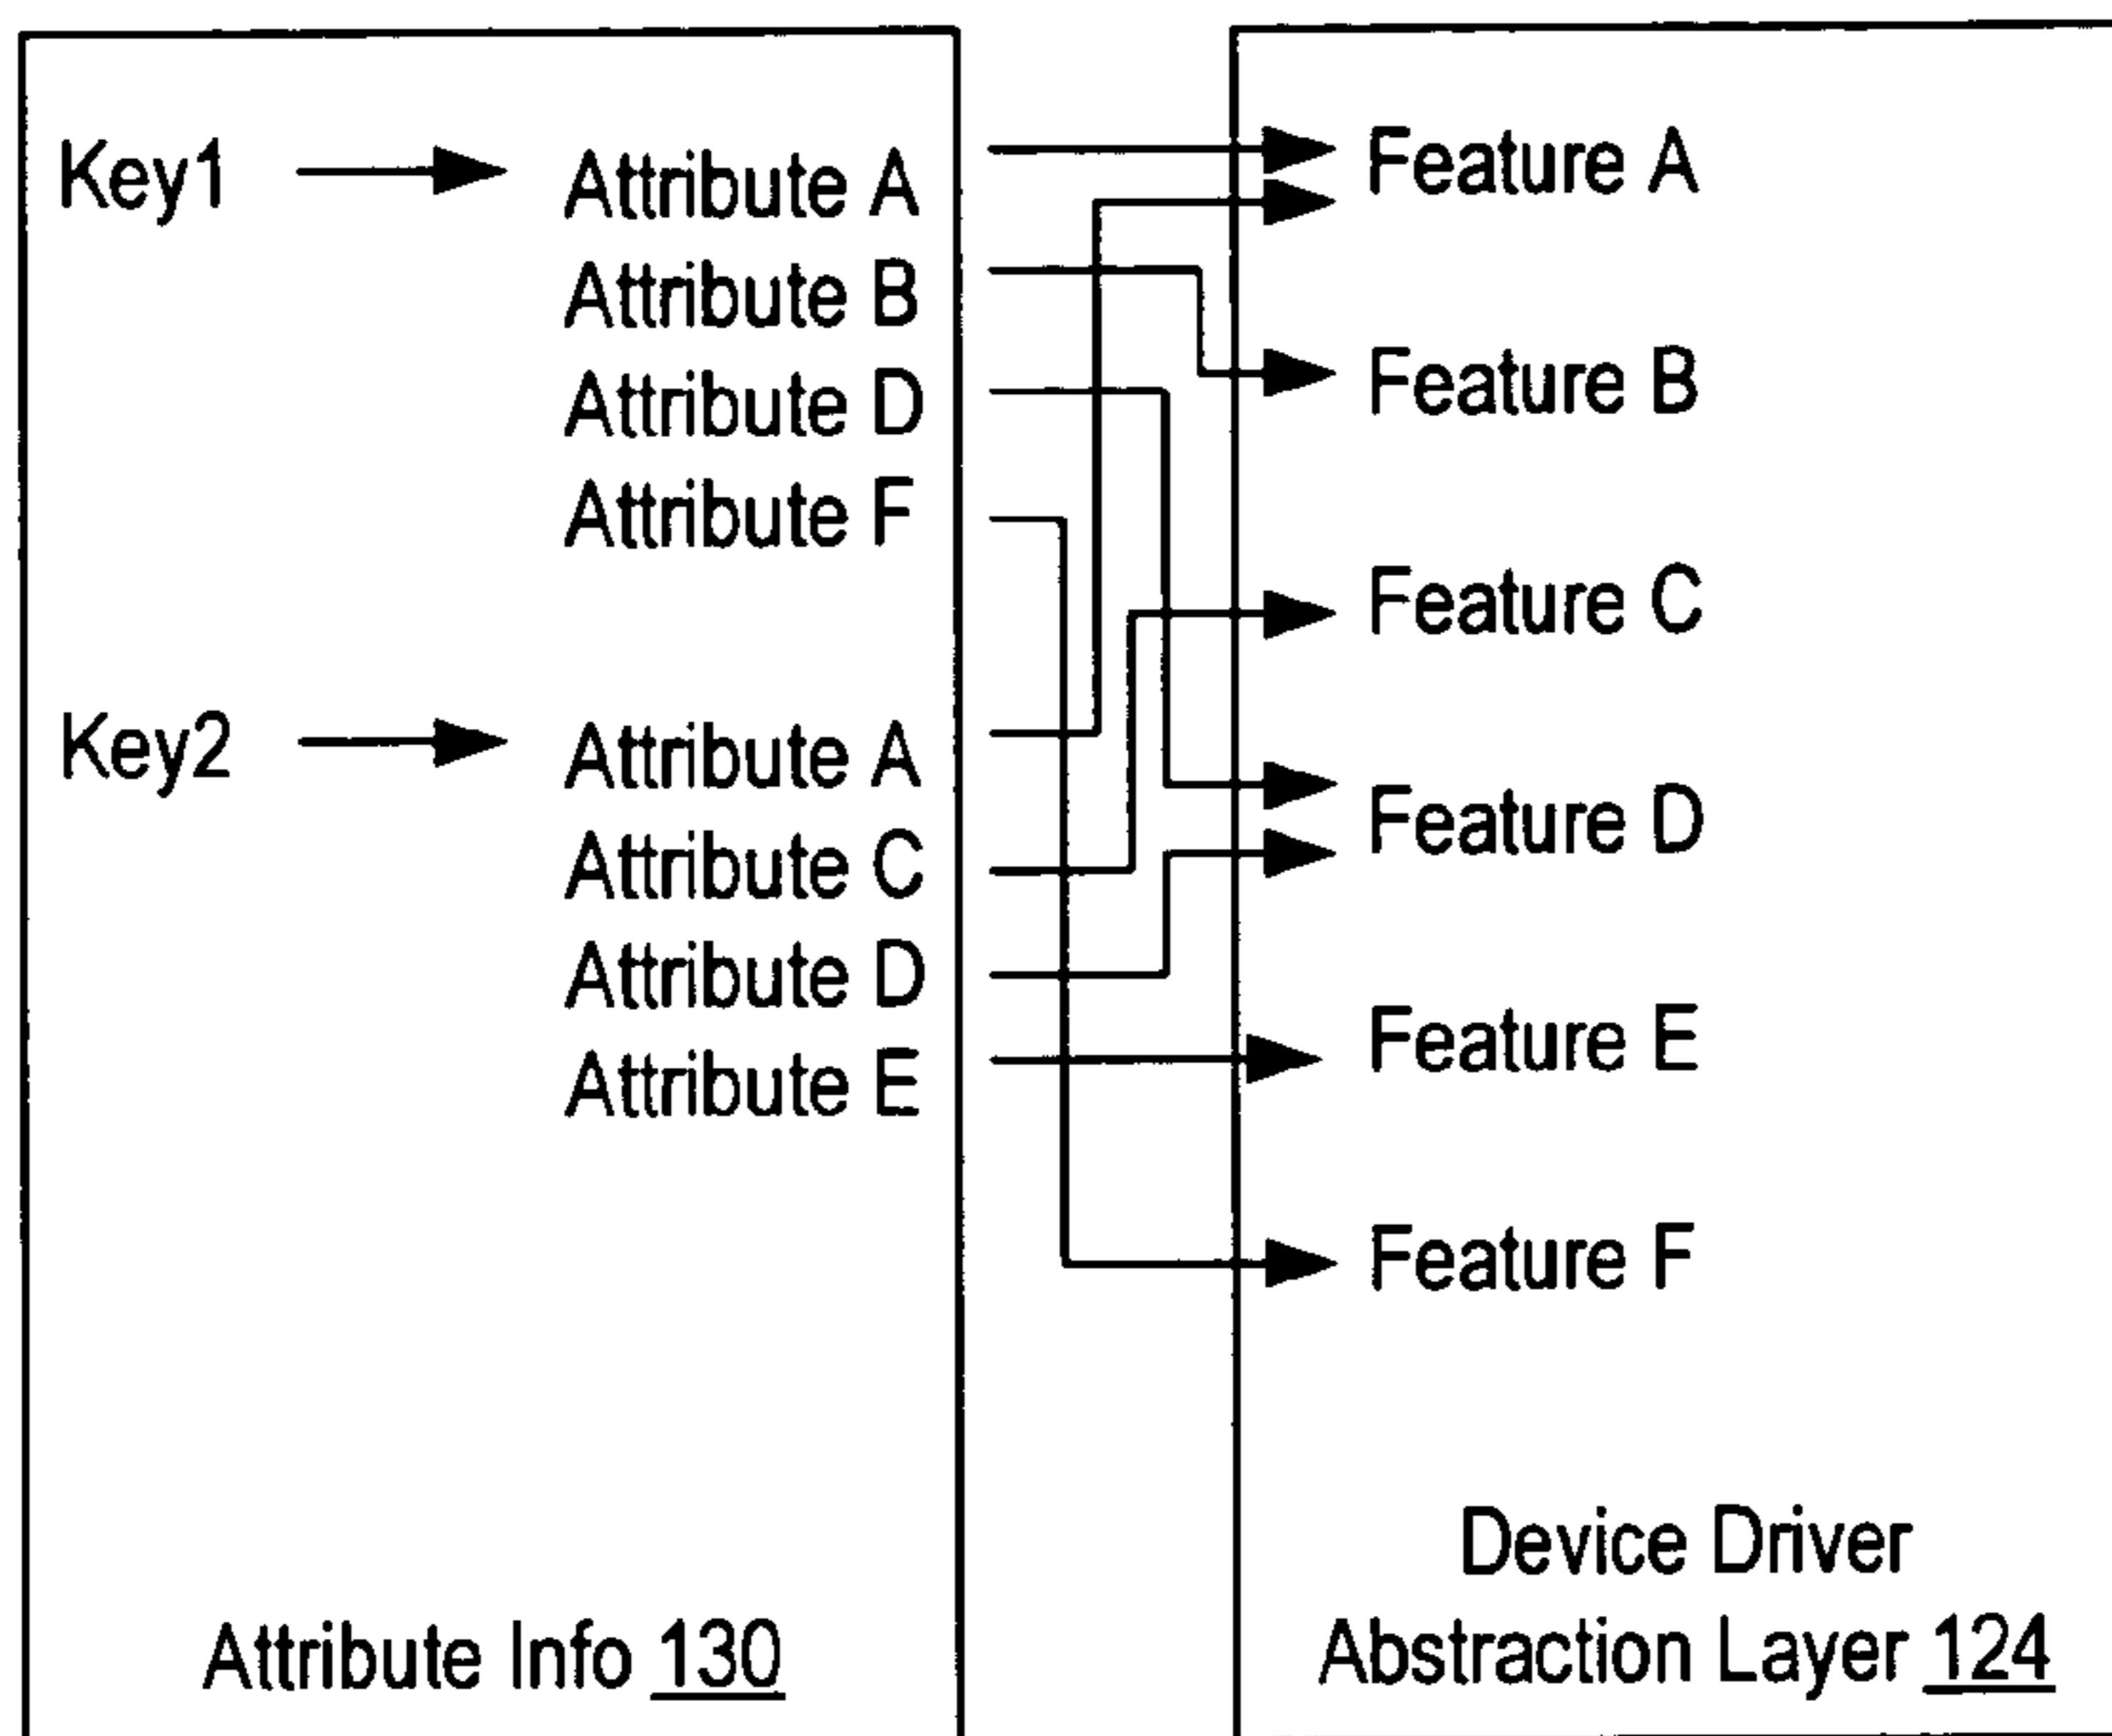 Key1
Attribute A
Attribute B
Attribute D
Attribute F
Key2
Attribute A
Attribute C
Attribute D
Attribute E
Attribute Info 130
Feature A
Feature B
Feature C
Feature D
Feature E
Feature F
Device Driver
Abstraction Layer 124